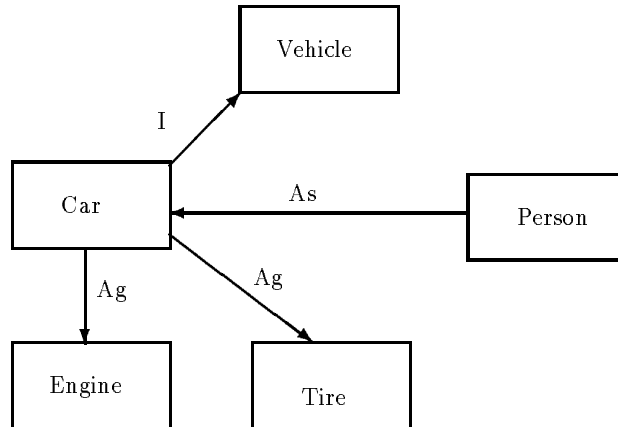 Vehicle
I
Car
As
Person
Ag
Ag
Engine
Tire